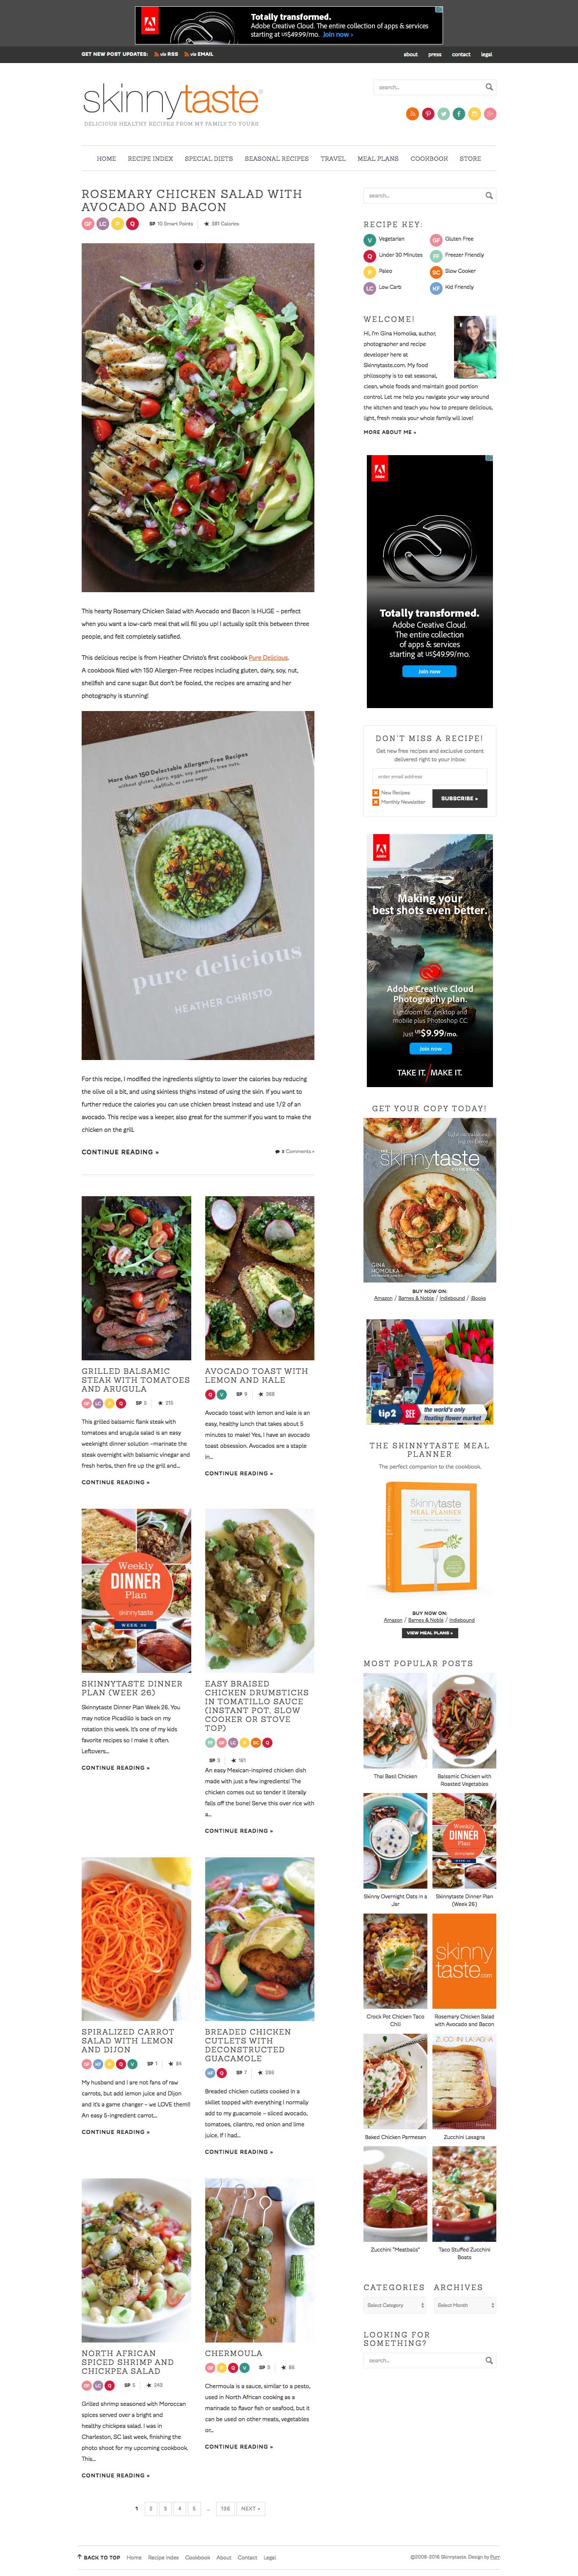 Totally transformed.
Adobe Creative Cloud. The entire collection of apps & services
starting at US$49.99/mo. Join now ›
Adobe
GET NEW POST UPDATES: via RSS via EMAIL
about press contact legal
skinnytaste
DELICIOUS HEALTHY RECIPES FROM MY FAMILY TO YOURS
search...
HOME RECIPE INDEX SPECIAL DIETS SEASONAL RECIPES TRAVEL MEAL PLANS COOKBOOK STORE
ROSEMARY CHICKEN SALAD WITH
AVOCADO AND BACON
GF LC P Q SP 10 Smart Points 381 Calories
This hearty Rosemary Chicken Salad with Avocado and Bacon is HUGE – perfect
when you want a low-carb meal that will fill you up! I actually split this between three
people, and felt completely satisfied.
This delicious recipe is from Heather Christo's first cookbook Pure Delicious.
A cookbook filled with 150 Allergen-Free recipes including gluten, dairy, soy, nut,
shellfish and cane sugar. But don't be fooled, the recipes are amazing and her
photography is stunning!
More than 150 Delectable Allergen-Free Recipes
without gluten, dairy, eggs, soy, peanuts, tree nuts,
shellfish, or cane sugar
pure delicious
HEATHER CHRISTO
For this recipe, I modified the ingredients slightly to lower the calories buy reducing
the olive oil a bit, and using skinless thighs instead of using the skin. If you want to
further reduce the calories you can use chicken breast instead and use 1/2 of an
avocado. This recipe was a keeper, also great for the summer if you want to make the
chicken on the grill.
CONTINUE READING »
3 Comments »
GRILLED BALSAMIC
STEAK WITH TOMATOES
AND ARUGULA
GF LC P Q SP 5 215
This grilled balsamic flank steak with
tomatoes and arugula salad is an easy
weeknight dinner solution –marinate the
steak overnight with balsamic vinegar and
fresh herbs, then fire up the grill and...
CONTINUE READING »
AVOCADO TOAST WITH
LEMON AND KALE
Q V SP 9 268
Avocado toast with lemon and kale is an
easy, healthy lunch that takes about 5
minutes to make! Yes, I have an avocado
toast obsession. Avocados are a staple
in...
CONTINUE READING »
Weekly
DINNER
Plan
from
skinnytaste
WEEK 26
SKINNYTASTE DINNER
PLAN (WEEK 26)
Skinnytaste Dinner Plan Week 26. You
may notice Picadillo is back on my
rotation this week. It's one of my kids
favorite recipes so I make it often.
Leftovers...
CONTINUE READING »
EASY BRAISED
CHICKEN DRUMSTICKS
IN TOMATILLO SAUCE
(INSTANT POT, SLOW
COOKER OR STOVE
TOP)
FF GF LC P SC Q
SP 3 161
An easy Mexican-inspired chicken dish
made with just a few ingredients! The
chicken comes out so tender it literally
falls off the bone! Serve this over rice with
a...
CONTINUE READING »
SPIRALIZED CARROT
SALAD WITH LEMON
AND DIJON
GF KF P Q V SP 1 84
My husband and I are not fans of raw
carrots, but add lemon juice and Dijon
and it's a game changer – we LOVE them!!
An easy 5-ingredient carrot...
CONTINUE READING »
BREADED CHICKEN
CUTLETS WITH
DECONSTRUCTED
GUACAMOLE
KF Q SP 7 286
Breaded chicken cutlets cooked in a
skillet topped with everything I normally
add to my guacamole – sliced avocado,
tomatoes, cilantro, red onion and lime
juice. If I had...
CONTINUE READING »
NORTH AFRICAN
SPICED SHRIMP AND
CHICKPEA SALAD
GF LC Q SP 5 243
Grilled shrimp seasoned with Moroccan
spices served over a bright and
healthy chickpea salad. I was in
Charleston, SC last week, finishing the
photo shoot for my upcoming cookbook.
This...
CONTINUE READING »
CHERMOULA
GF P Q V SP 3 86
Chermoula is a sauce, similar to a pesto,
used in North African cooking as a
marinade to flavor fish or seafood, but it
can be used on other meats, vegetables
or...
CONTINUE READING »
1 2 3 4 5 ... 136 NEXT »
search...
RECIPE KEY:
V Vegetarian GF Gluten Free
Q Under 30 Minutes FF Freezer Friendly
P Paleo SC Slow Cooker
LC Low Carb KF Kid Friendly
WELCOME!
Hi, I'm Gina Homolka, author,
photographer and recipe
developer here at
Skinnytaste.com. My food
philosophy is to eat seasonal,
clean, whole foods and maintain good portion
control. Let me help you navigate your way around
the kitchen and teach you how to prepare delicious,
light, fresh meals your whole family will love!
MORE ABOUT ME »
Adobe
Totally transformed.
Adobe Creative Cloud.
The entire collection
of apps & services
starting at US$49.99/mo.
Join now
DON'T MISS A RECIPE!
Get new free recipes and exclusive content
delivered right to your inbox:
enter email address
New Recipes
Monthly Newsletter
SUBSCRIBE »
Adobe
Making your
best shots even better.
Adobe Creative Cloud
Photography plan.
Lightroom for desktop and
mobile plus Photoshop CC.
Just US$9.99/mo.
Join now
TAKE IT. / MAKE IT.
GET YOUR COPY TODAY!
light on calories,
big on flavor
THE
skinnytaste
COOKBOOK
GINA
HOMOLKA
BUY NOW ON:
Amazon / Barnes & Noble / Indiebound / iBooks
tip2 SEE the world's only
floating flower market
THE SKINNYTASTE MEAL
PLANNER
The perfect companion to the cookbook.
skinnytaste
MEAL PLANNER
BUY NOW ON:
Amazon / Barnes & Noble / Indiebound
VIEW MEAL PLANS »
MOST POPULAR POSTS
Thai Basil Chicken
Balsamic Chicken with
Roasted Vegetables
Weekly
DINNER
Plan
Skinny Overnight Oats in a
Jar
Skinnytaste Dinner Plan
(Week 26)
skinny
taste.com
Crock Pot Chicken Taco
Chili
Rosemary Chicken Salad
with Avocado and Bacon
ZUCCHINI LASAGNA
Baked Chicken Parmesan
Zucchini Lasagna
Zucchini "Meatballs"
Taco Stuffed Zucchini
Boats
CATEGORIES ARCHIVES
Select Category Select Month
LOOKING FOR
SOMETHING?
search...
BACK TO TOP Home Recipe Index Cookbook About Contact Legal
©2008-2016 Skinnytaste. Design by Purr.